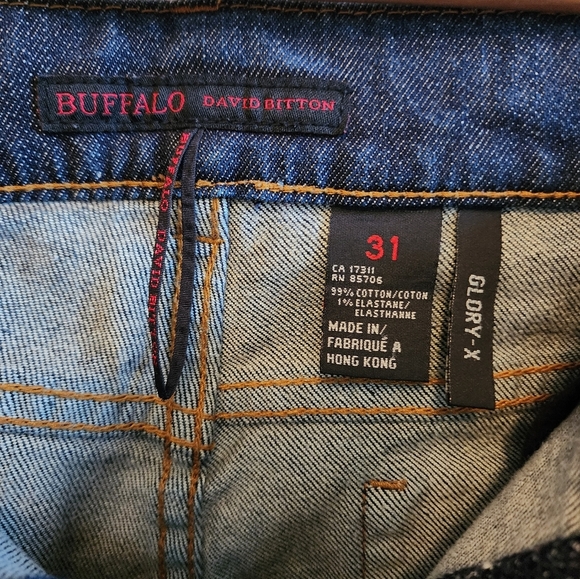 BUFFALO DAVID BITTON
BUFFALO DAVID BITTON
31
CA 17311
RN 85706
99% COTTON/COTON
1% ELASTANE/
ELASTHANNE
MADE IN/
FABRIQUÉ À
HONG KONG
GLORY-X